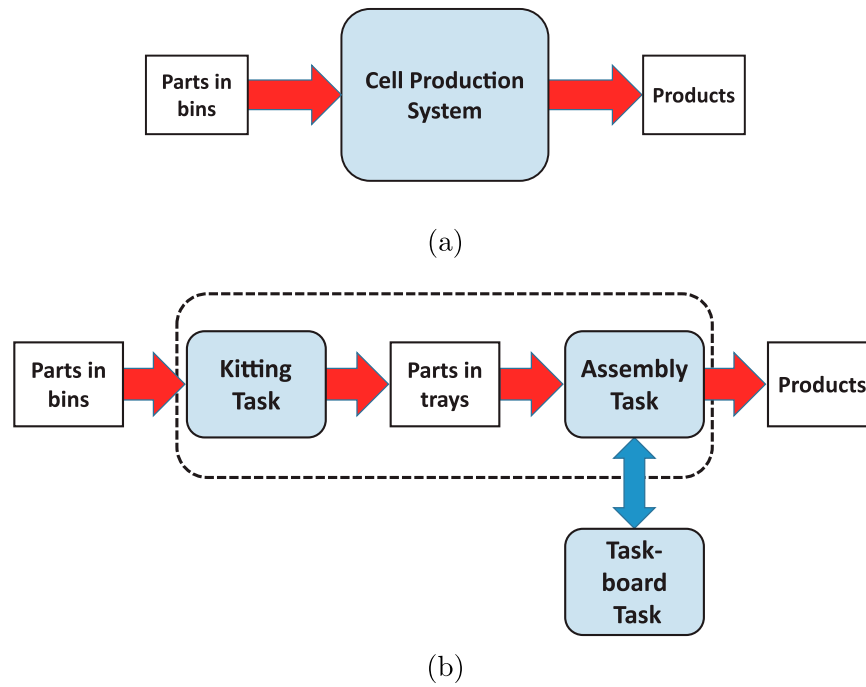 Parts in
bins
Cell Production
System
Products
(a)
Parts in
bins
Kitting
Task
Parts in
trays
Assembly
Task
Products
Task-
board
Task
(b)